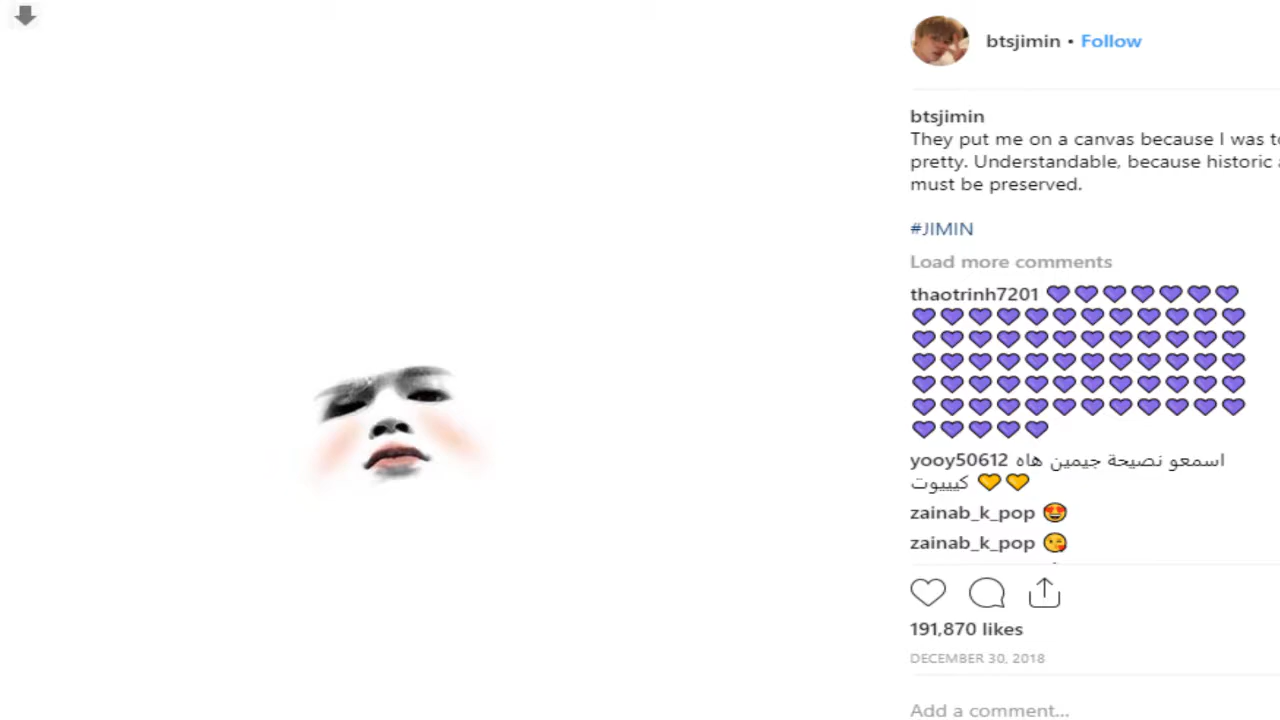 btsjimin • Follow
btsjimin
They put me on a canvas because I was
pretty. Understandable, because historic
must be preserved.
#JIMIN
Load more comments
thaotrinh7201 💜💜💜💜💜💜💜
💜💜💜💜💜💜💜💜💜💜💜💜
💜💜💜💜💜💜💜💜💜💜💜💜
💜💜💜💜💜💜💜💜💜💜💜💜
💜💜💜💜💜💜💜💜💜💜💜💜
💜💜💜💜💜💜💜💜💜💜💜💜
💜💜💜💜💜
yooy50612 اسمعو نصيحة جيمين هاه
كيييوت 💛💛
zainab_k_pop 😍
zainab_k_pop 😘
191,870 likes
DECEMBER 30, 2018
Add a comment...